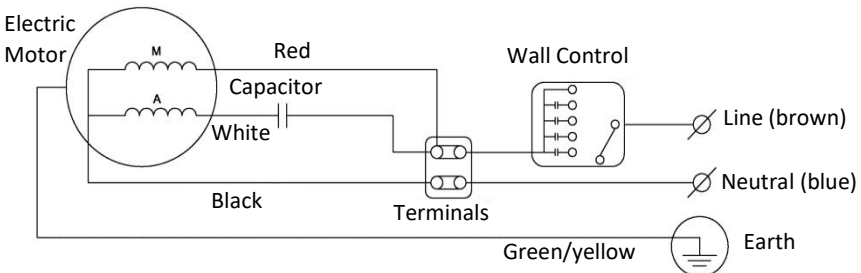 Electric
Motor
M
A
Red
Capacitor
White
Black
Terminals
Wall Control
Line (brown)
Neutral (blue)
Green/yellow
Earth